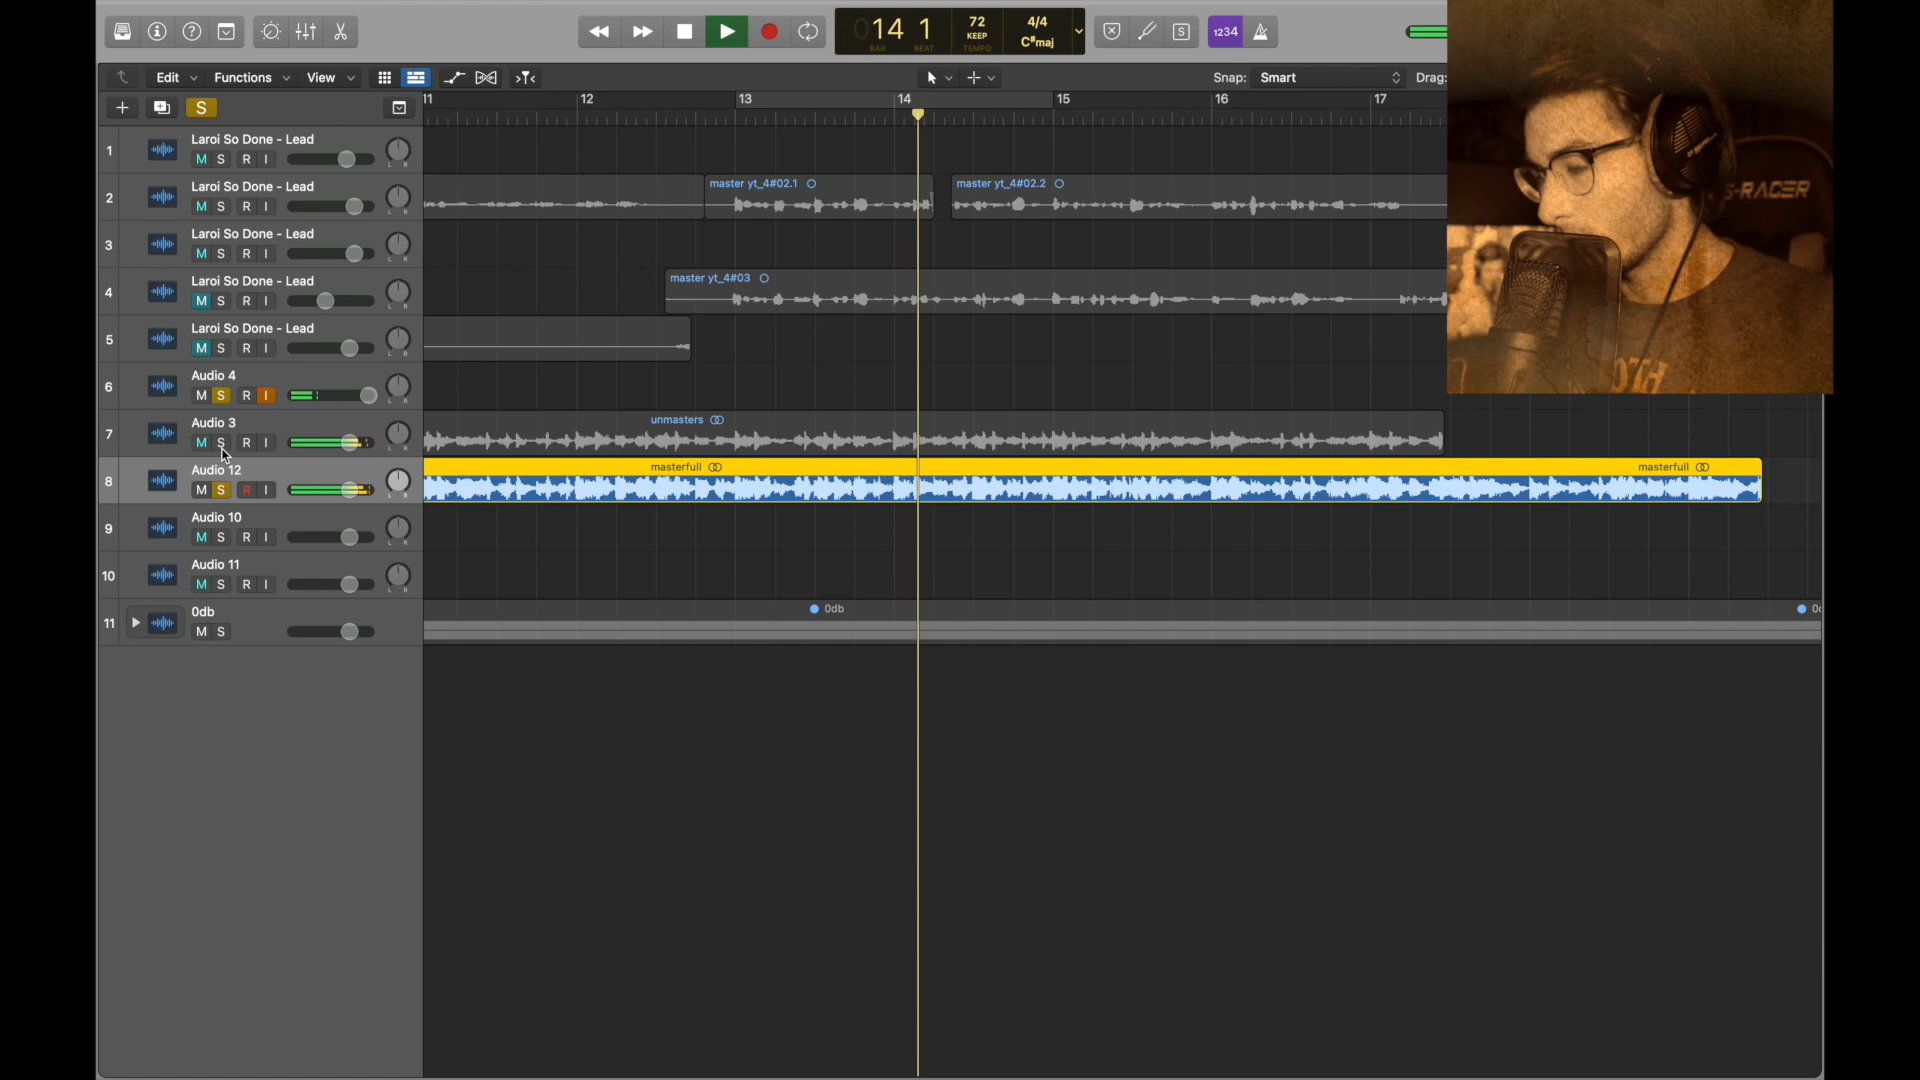 014 1
BAR BEAT
72
KEEP
TEMPO
4/4
C#maj
S
1234
Edit Functions View
Snap: Smart Drag:
S
11 12 13 14 15 16 17
1 Laroi So Done - Lead
M S R I
L R
2 Laroi So Done - Lead
M S R I
L R
master yt_4#02.1
master yt_4#02.2
3 Laroi So Done - Lead
M S R I
L R
4 Laroi So Done - Lead
M S R I
L R
master yt_4#03
5 Laroi So Done - Lead
M S R I
L R
6 Audio 4
M S R I
L R
7 Audio 3
M S R I
L R
unmasters
8 Audio 12
M S R I
L R
masterfull masterfull
9 Audio 10
M S R I
L R
10 Audio 11
M S R I
L R
11 0db
M S
0db
S-RACER
OTH